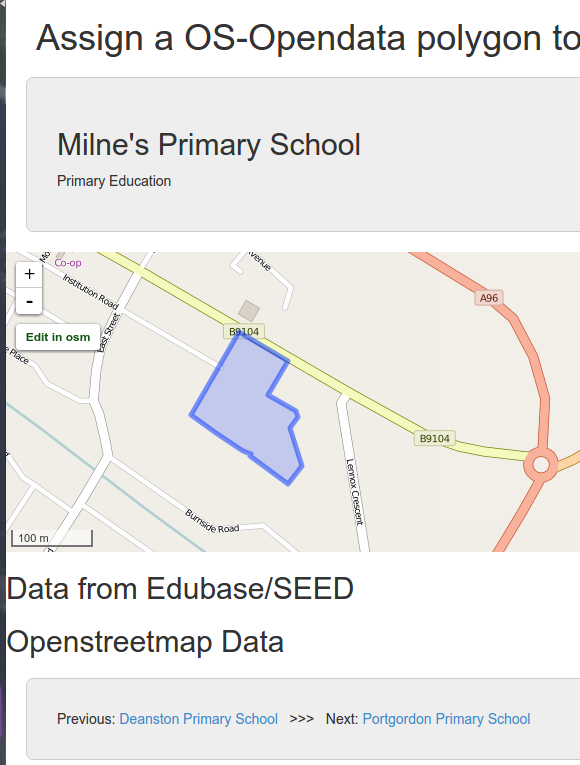 Assign a OS-Opendata polygon to
Milne's Primary School
Primary Education
Co-op
+
-
Institution Road
East Street
Edit in osm
Place
B9104
A96
B9104
Lennox Crescent
Burnside Road
100 m
Data from Edubase/SEED
Openstreetmap Data
Previous: Deanston Primary School >>> Next: Portgordon Primary School